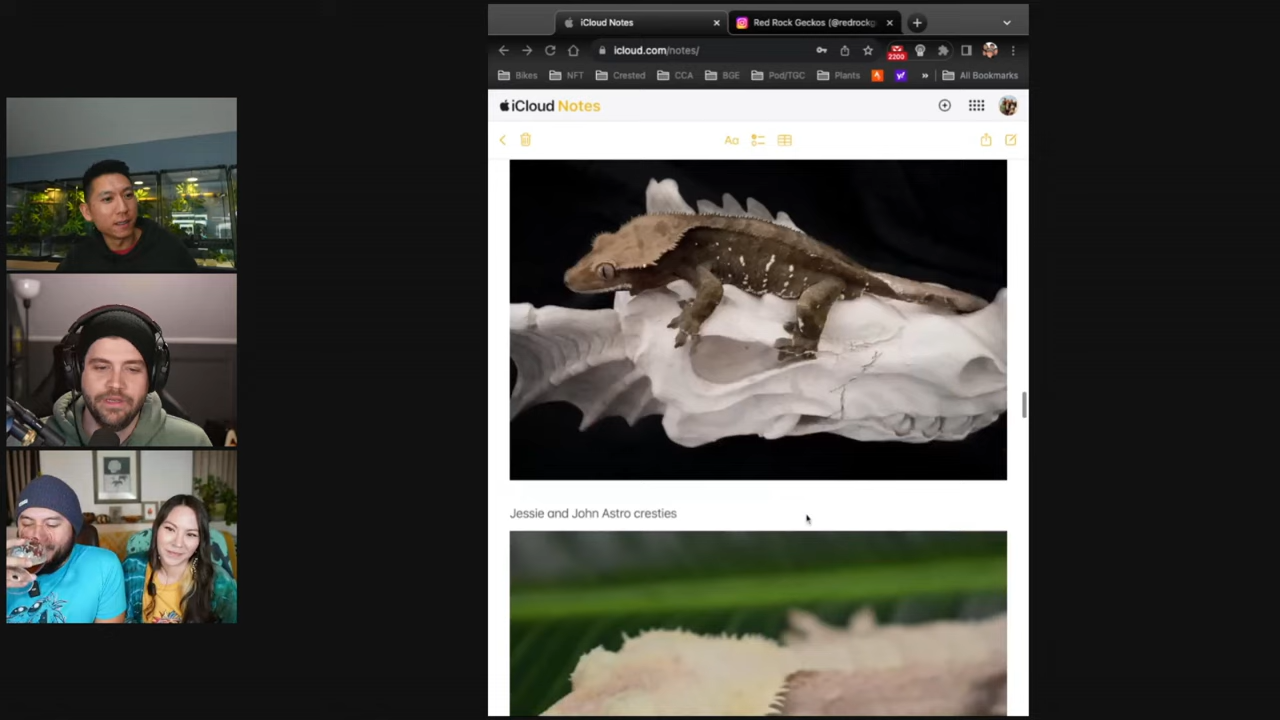 iCloud Notes
Red Rock Geckos (@redrockg
icloud.com/notes/
2200
Bikes
NFT
Crested
CCA
BGE
Pod/TGC
Plants
»
All Bookmarks
iCloud Notes
Aa
Jessie and John Astro cresties